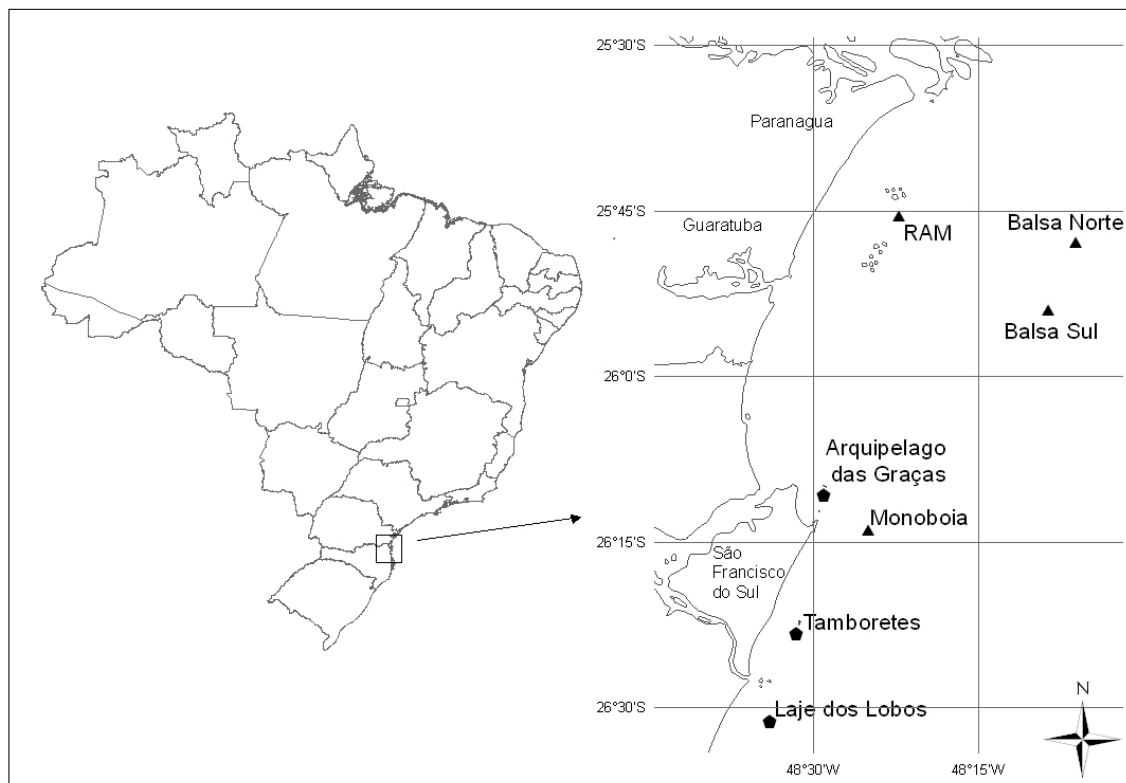 25°30'S
Paranagua
25°45'S
Guaratuba
RAM
Balsa Norte
Balsa Sul
26°0'S
Arquipelago
das Graças
Monoboia
26°15'S
São
Francisco
do Sul
Tamboretes
N
26°30'S
Laje dos Lobos
48°30'W
48°15'W